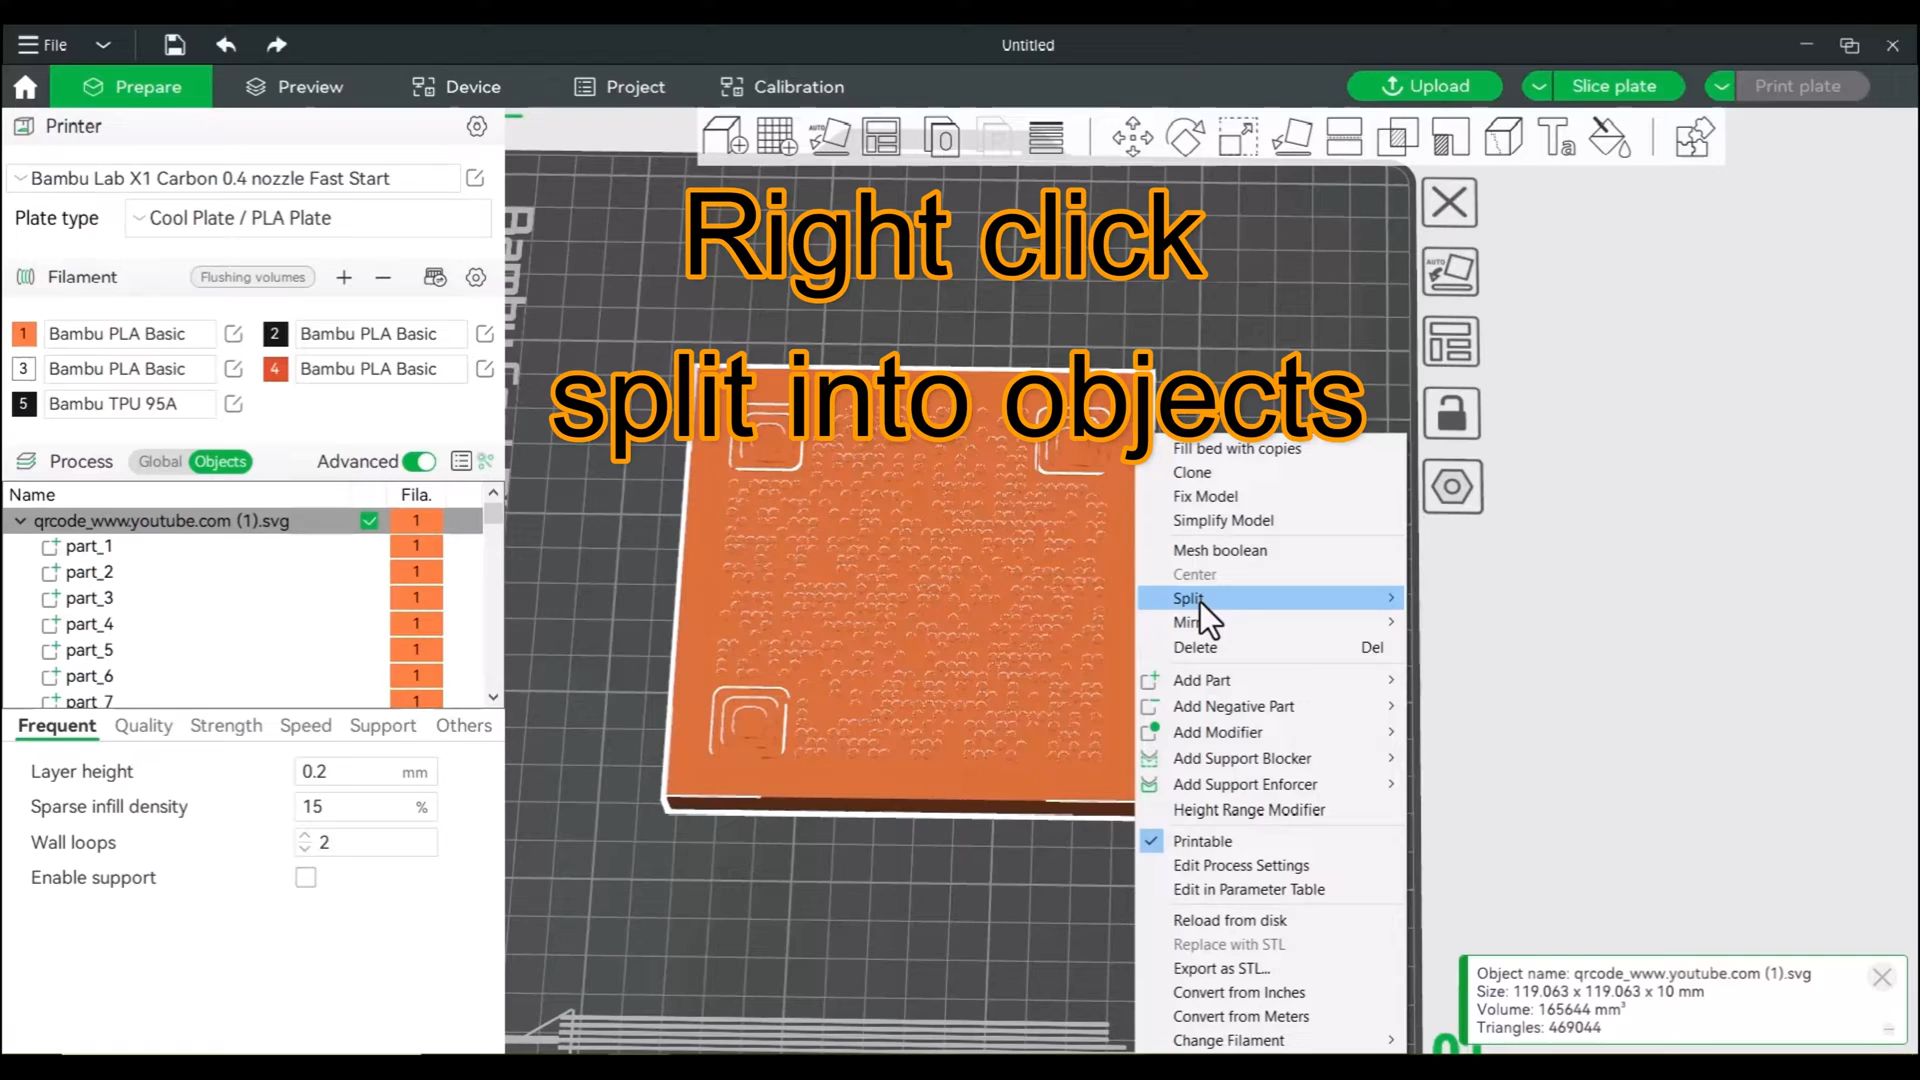 File
Untitled
Prepare
Preview
Device
Project
Calibration
Upload
Slice plate
Print plate
Printer
Bambu Lab X1 Carbon 0.4 nozzle Fast Start
Plate type
Cool Plate / PLA Plate
Filament
Flushing volumes
1 Bambu PLA Basic
2 Bambu PLA Basic
3 Bambu PLA Basic
4 Bambu PLA Basic
5 Bambu TPU 95A
Process
Global
Objects
Advanced
Name
Fila.
qrcode_www.youtube.com (1).svg 1
part_1 1
part_2 1
part_3 1
part_4 1
part_5 1
part_6 1
part_7 1
Frequent
Quality
Strength
Speed
Support
Others
Layer height 0.2 mm
Sparse infill density 15 %
Wall loops 2
Enable support
AUTO
Right click
split into objects
AUTO
Fill bed with copies
Clone
Fix Model
Simplify Model
Mesh boolean
Center
Split
Delete Del
Add Part
Add Negative Part
Add Modifier
Add Support Blocker
Add Support Enforcer
Height Range Modifier
Printable
Edit Process Settings
Edit in Parameter Table
Reload from disk
Replace with STL
Export as STL...
Convert from Inches
Convert from Meters
Change Filament
Object name: qrcode_www.youtube.com (1).svg
Size: 119.063 x 119.063 x 10 mm
Volume: 165644 mm³
Triangles: 469044